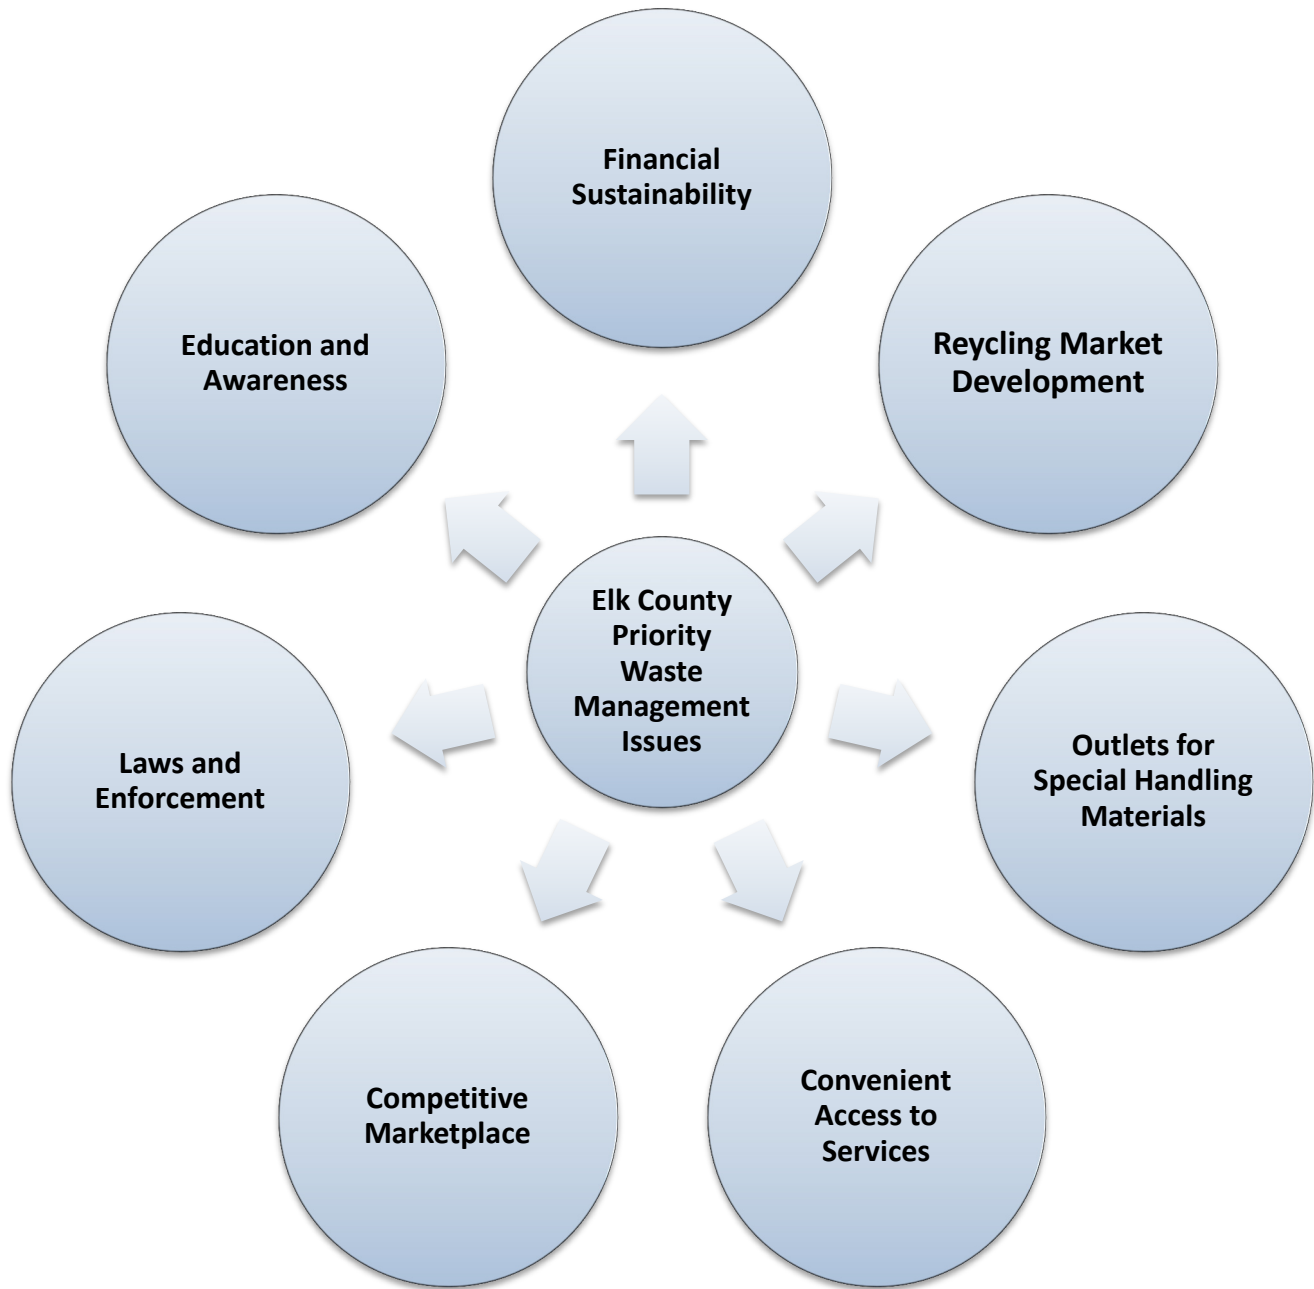 Financial
Sustainability
Reycling Market
Development
Outlets for
Special Handling
Materials
Convenient
Access to
Services
Competitive
Marketplace
Laws and
Enforcement
Education and
Awareness
Elk County
Priority
Waste
Management
Issues